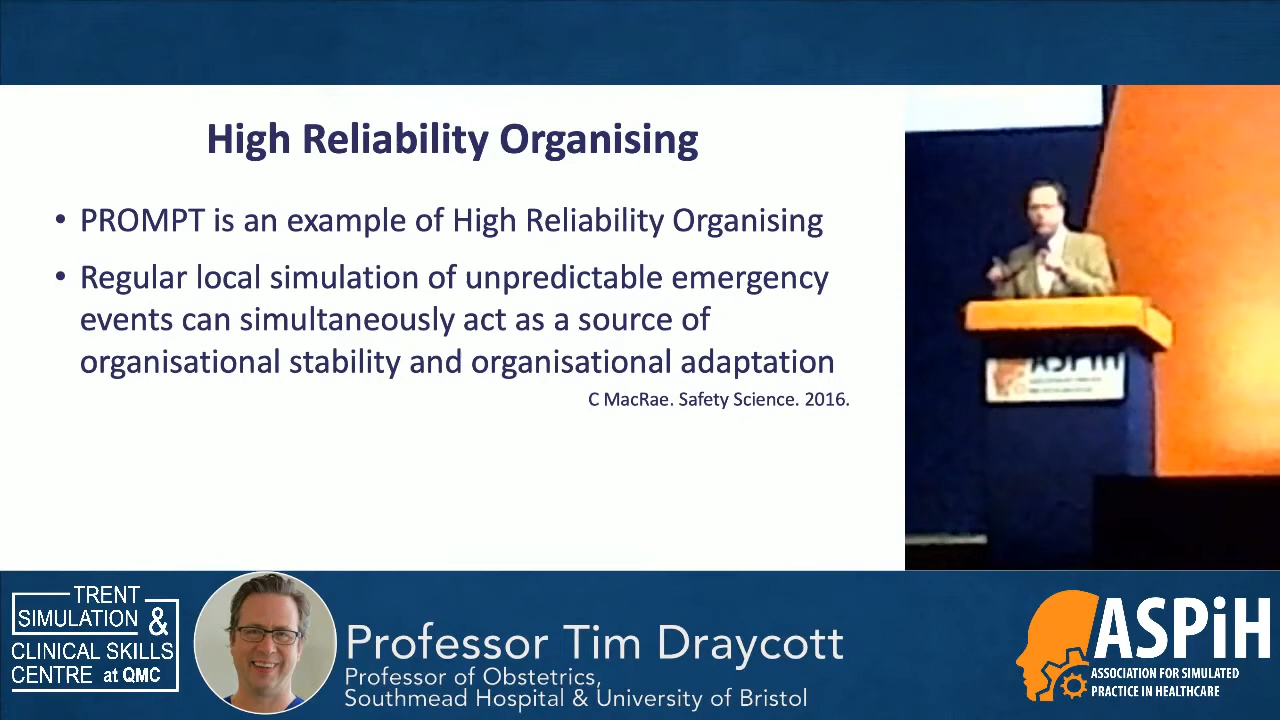 High Reliability Organising
• PROMPT is an example of High Reliability Organising
• Regular local simulation of unpredictable emergency
events can simultaneously act as a source of
organisational stability and organisational adaptation
C MacRae. Safety Science. 2016.
ASPiH
TRENT
SIMULATION &
CLINICAL SKILLS
CENTRE at QMC
Professor Tim Draycott
Professor of Obstetrics,
Southmead Hospital & University of Bristol
ASPiH
ASSOCIATION FOR SIMULATED
PRACTICE IN HEALTHCARE